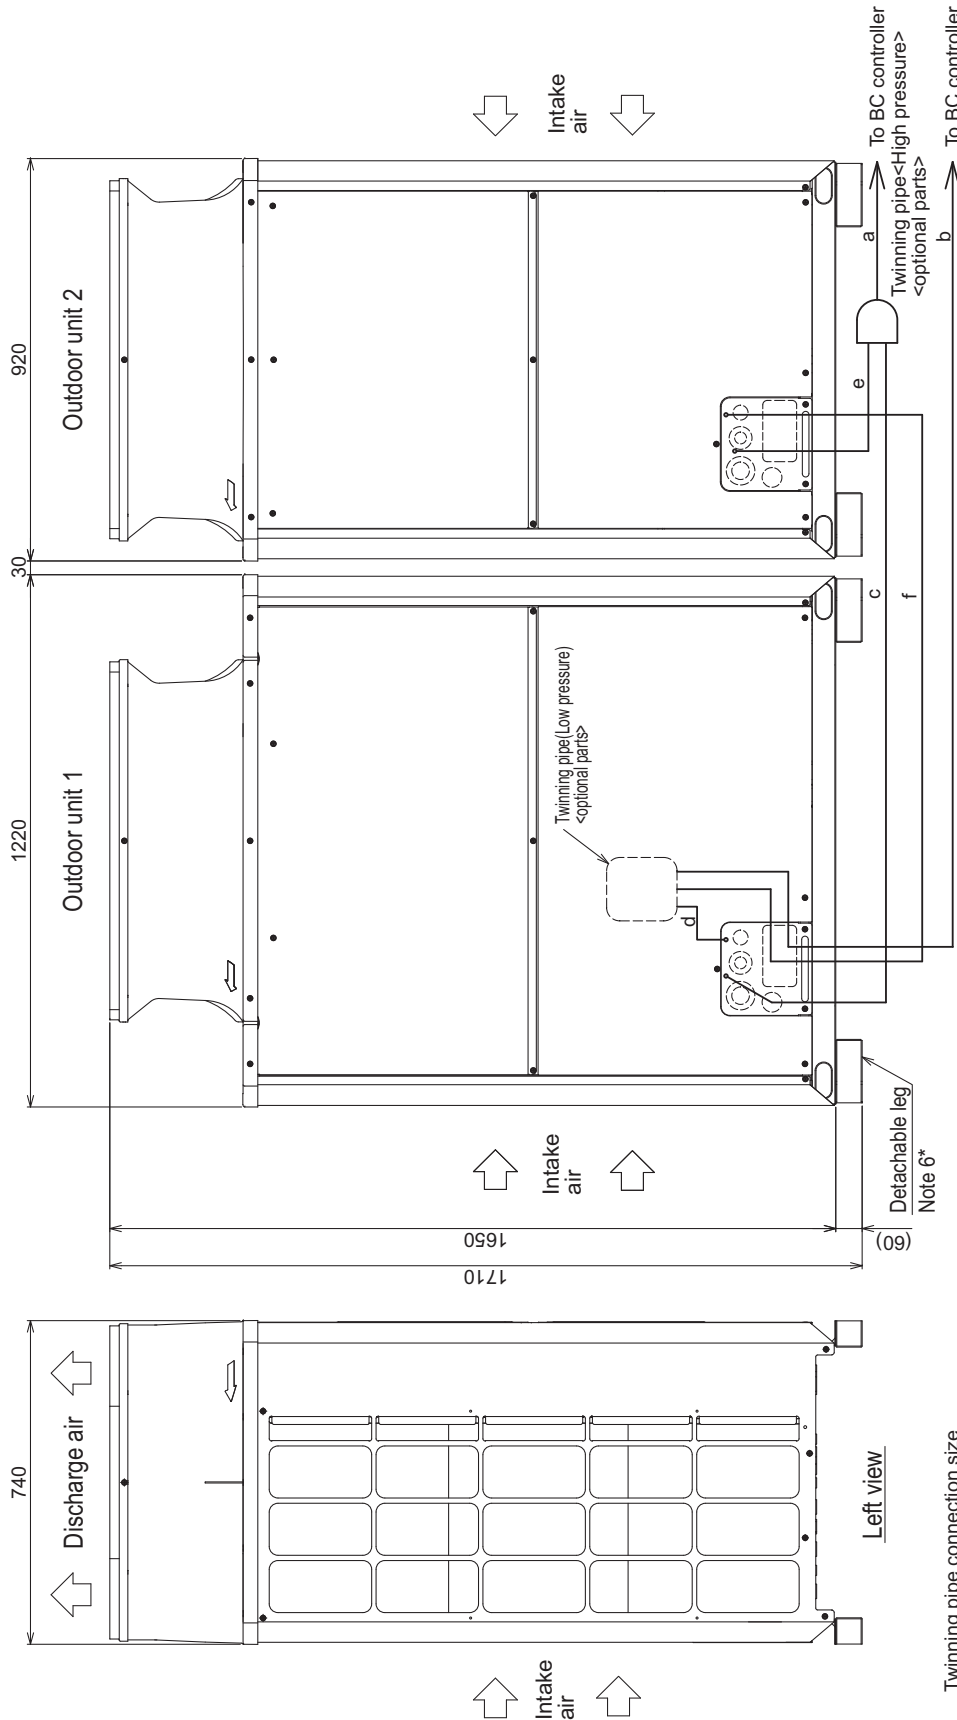 740
Discharge air
Intake
air
Left view
Twinning pipe connection size
1710
1650
(60)
1220
30
920
Outdoor unit 1
Outdoor unit 2
Intake
air
Intake
air
Twinning pipe(Low pressure)
<optional parts>
d
Detachable leg
Note 6*
c
f
e
a
To BC controller
Twinning pipe<High pressure>
<optional parts>
b
To BC controller